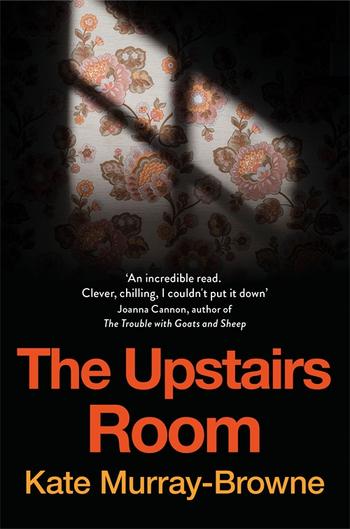 ‘An incredible read.
Clever, chilling, I couldn't put it down’
Joanna Cannon, author of
The Trouble with Goats and Sheep
The Upstairs
Room
Kate Murray-Browne